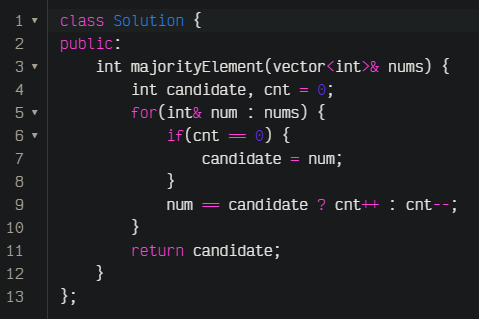 1 ▾ class Solution {
2 public:
3 ▾ int majorityElement(vector<int>& nums) {
4 int candidate, cnt = 0;
5 ▾ for(int& num : nums) {
6 ▾ if(cnt == 0) {
7 candidate = num;
8 }
9 num == candidate ? cnt++ : cnt--;
10 }
11 return candidate;
12 }
13 };